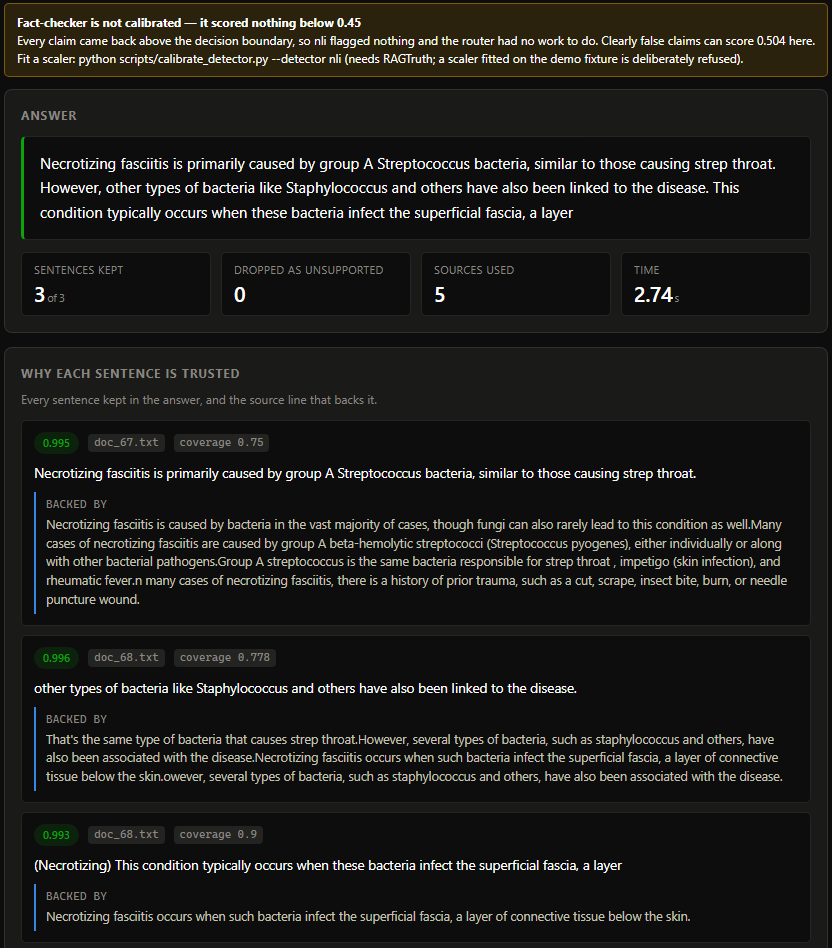 Fact-checker is not calibrated — it scored nothing below 0.45
Every claim came back above the decision boundary, so nli flagged nothing and the router had no work to do. Clearly false claims can score 0.504 here.
Fit a scaler: python scripts/calibrate_detector.py --detector nli (needs RAGTruth; a scaler fitted on the demo fixture is deliberately refused).
ANSWER
Necrotizing fasciitis is primarily caused by group A Streptococcus bacteria, similar to those causing strep throat.
However, other types of bacteria like Staphylococcus and others have also been linked to the disease. This
condition typically occurs when these bacteria infect the superficial fascia, a layer
SENTENCES KEPT
3 of 3
DROPPED AS UNSUPPORTED
0
SOURCES USED
5
TIME
2.74 s
WHY EACH SENTENCE IS TRUSTED
Every sentence kept in the answer, and the source line that backs it.
0.995 doc_67.txt coverage 0.75
Necrotizing fasciitis is primarily caused by group A Streptococcus bacteria, similar to those causing strep throat.
BACKED BY
Necrotizing fasciitis is caused by bacteria in the vast majority of cases, though fungi can also rarely lead to this condition as well.Many
cases of necrotizing fasciitis are caused by group A beta-hemolytic streptococci (Streptococcus pyogenes), either individually or along
with other bacterial pathogens.Group A streptococcus is the same bacteria responsible for strep throat , impetigo (skin infection), and
rheumatic fever.n many cases of necrotizing fasciitis, there is a history of prior trauma, such as a cut, scrape, insect bite, burn, or needle
puncture wound.
0.996 doc_68.txt coverage 0.778
other types of bacteria like Staphylococcus and others have also been linked to the disease.
BACKED BY
That's the same type of bacteria that causes strep throat.However, several types of bacteria, such as staphylococcus and others, have
also been associated with the disease.Necrotizing fasciitis occurs when such bacteria infect the superficial fascia, a layer of connective
tissue below the skin.owever, several types of bacteria, such as staphylococcus and others, have also been associated with the disease.
0.993 doc_68.txt coverage 0.9
(Necrotizing) This condition typically occurs when these bacteria infect the superficial fascia, a layer
BACKED BY
Necrotizing fasciitis occurs when such bacteria infect the superficial fascia, a layer of connective tissue below the skin.